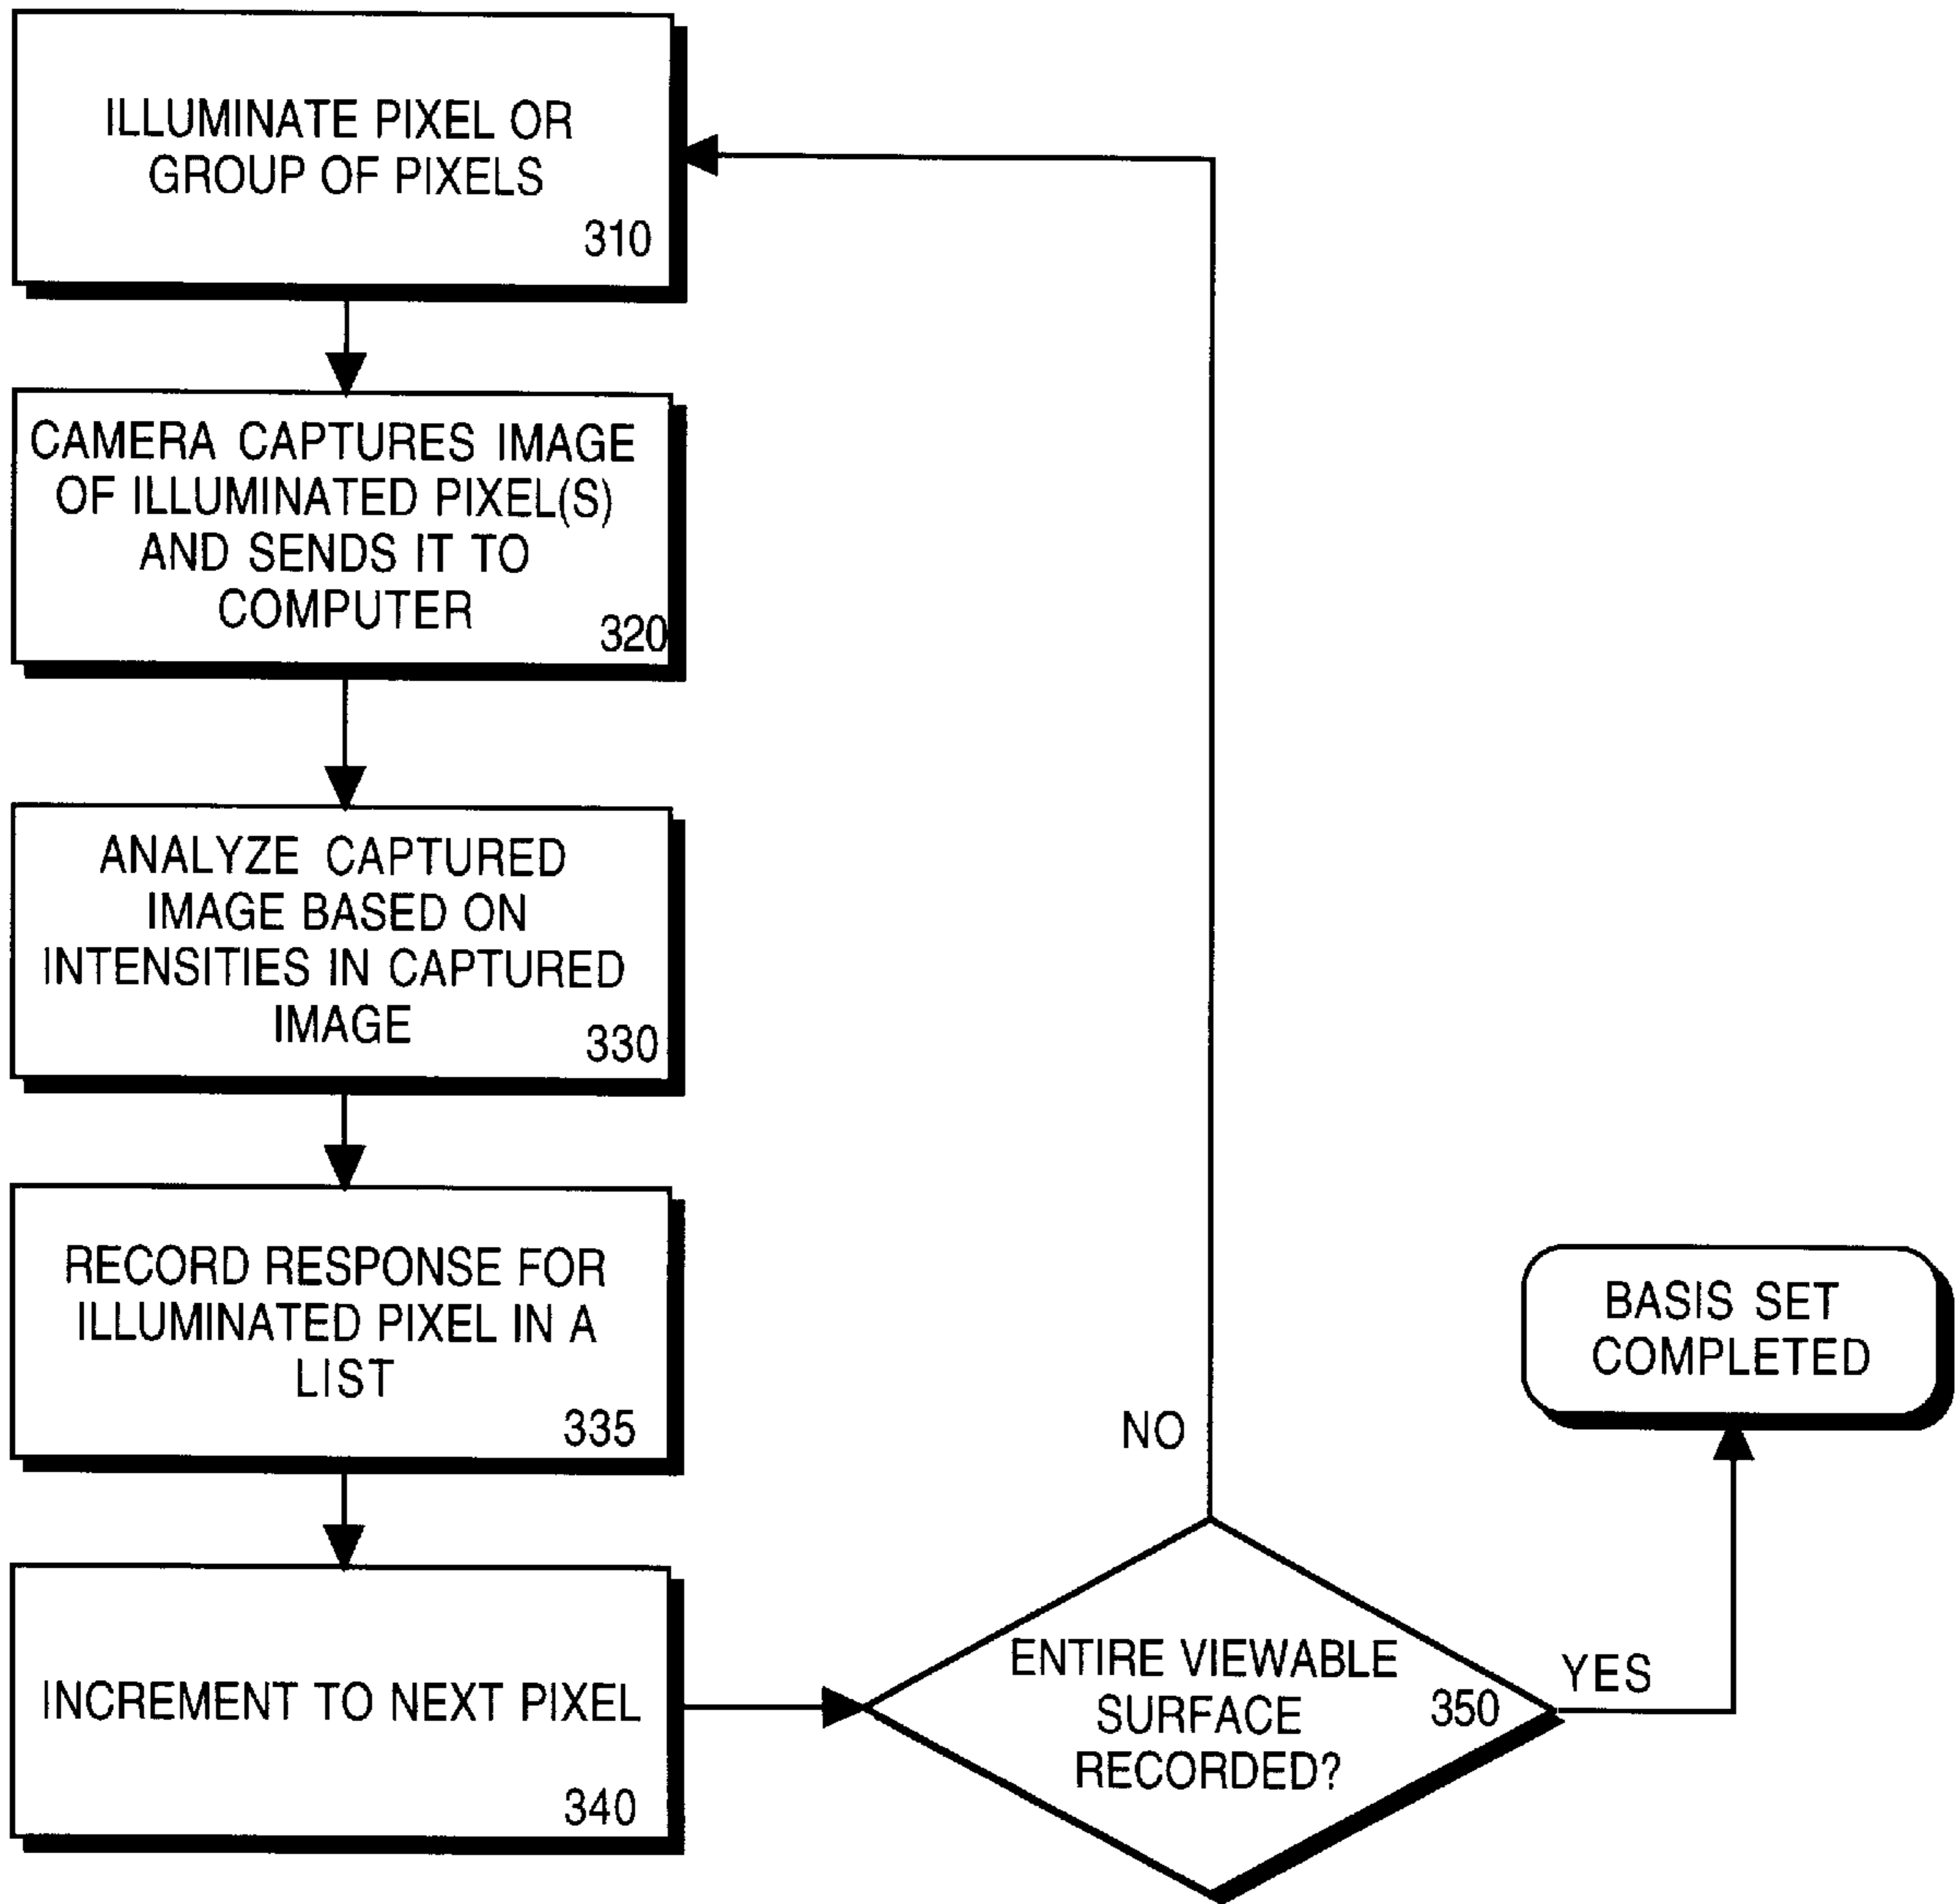 ILLUMINATE PIXEL OR
GROUP OF PIXELS
310
CAMERA CAPTURES IMAGE
OF ILLUMINATED PIXEL(S)
AND SENDS IT TO
COMPUTER
320
ANALYZE CAPTURED
IMAGE BASED ON
INTENSITIES IN CAPTURED
IMAGE
330
RECORD RESPONSE FOR
ILLUMINATED PIXEL IN A
LIST
335
INCREMENT TO NEXT PIXEL
340
ENTIRE VIEWABLE
SURFACE
RECORDED?
350
NO
YES
BASIS SET
COMPLETED